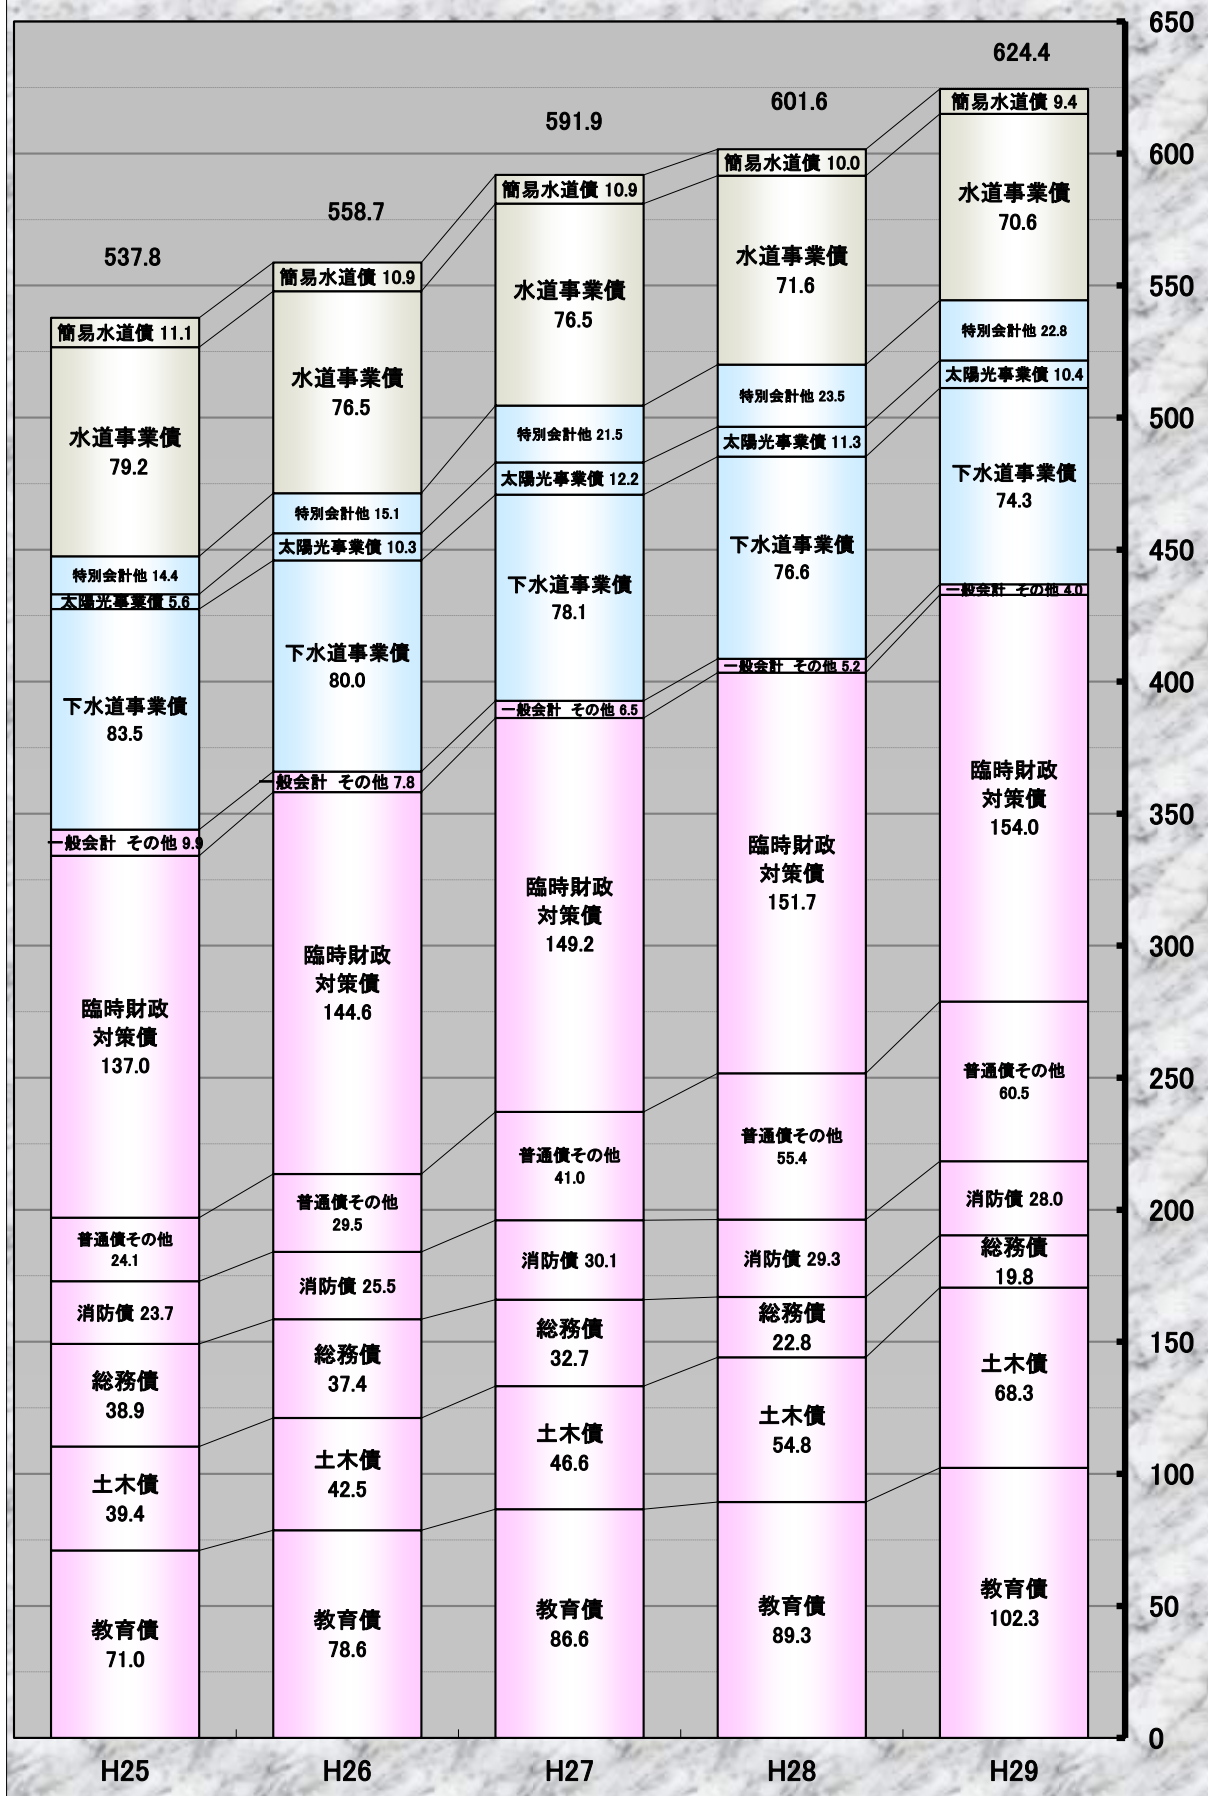 537.8
簡易水道債 11.1
水道事業債
79.2
特別会計他 14.4
太陽光事業債 5.6
下水道事業債
83.5
一般会計 その他 9.9
臨時財政
対策債
137.0
普通債その他
24.1
消防債 23.7
総務債
38.9
土木債
39.4
教育債
71.0
H25
558.7
簡易水道債 10.9
水道事業債
76.5
特別会計他 15.1
太陽光事業債 10.3
下水道事業債
80.0
一般会計 その他 7.8
臨時財政
対策債
144.6
普通債その他
29.5
消防債 25.5
総務債
37.4
土木債
42.5
教育債
78.6
H26
591.9
簡易水道債 10.9
水道事業債
76.5
特別会計他 21.5
太陽光事業債 12.2
下水道事業債
78.1
一般会計 その他 6.5
臨時財政
対策債
149.2
普通債その他
41.0
消防債 30.1
総務債
32.7
土木債
46.6
教育債
86.6
H27
601.6
簡易水道債 10.0
水道事業債
71.6
特別会計他 23.5
太陽光事業債 11.3
下水道事業債
76.6
一般会計 その他 5.2
臨時財政
対策債
151.7
普通債その他
55.4
消防債 29.3
総務債
22.8
土木債
54.8
教育債
89.3
H28
624.4
簡易水道債 9.4
水道事業債
70.6
特別会計他 22.8
太陽光事業債 10.4
下水道事業債
74.3
一般会計 その他 4.0
臨時財政
対策債
154.0
普通債その他
60.5
消防債 28.0
総務債
19.8
土木債
68.3
教育債
102.3
H29
650
600
550
500
450
400
350
300
250
200
150
100
50
0